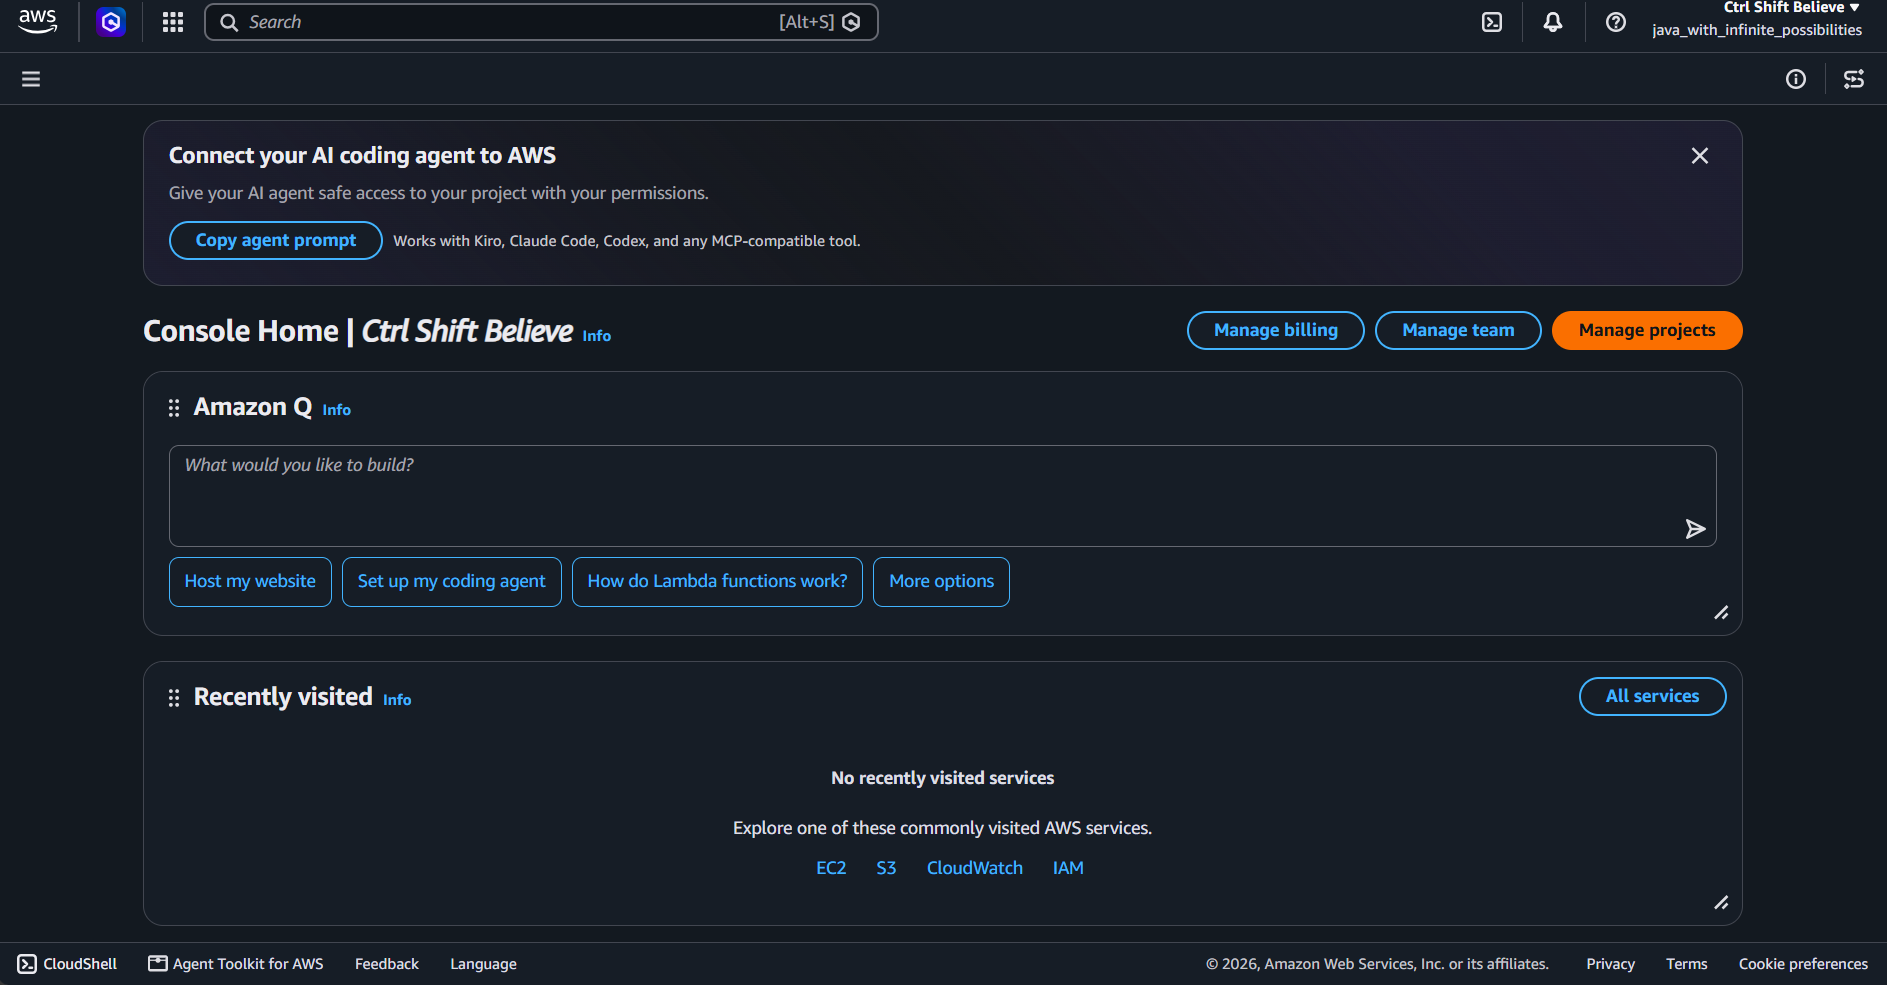 aws
Search
[Alt+S]
Ctrl Shift Believe
java_with_infinite_possibilities
Connect your AI coding agent to AWS
Give your AI agent safe access to your project with your permissions.
Copy agent prompt
Works with Kiro, Claude Code, Codex, and any MCP-compatible tool.
Console Home | Ctrl Shift Believe Info
Manage billing
Manage team
Manage projects
Amazon Q Info
What would you like to build?
Host my website
Set up my coding agent
How do Lambda functions work?
More options
Recently visited Info
All services
No recently visited services
Explore one of these commonly visited AWS services.
EC2 S3 CloudWatch IAM
CloudShell
Agent Toolkit for AWS
Feedback
Language
© 2026, Amazon Web Services, Inc. or its affiliates.
Privacy
Terms
Cookie preferences